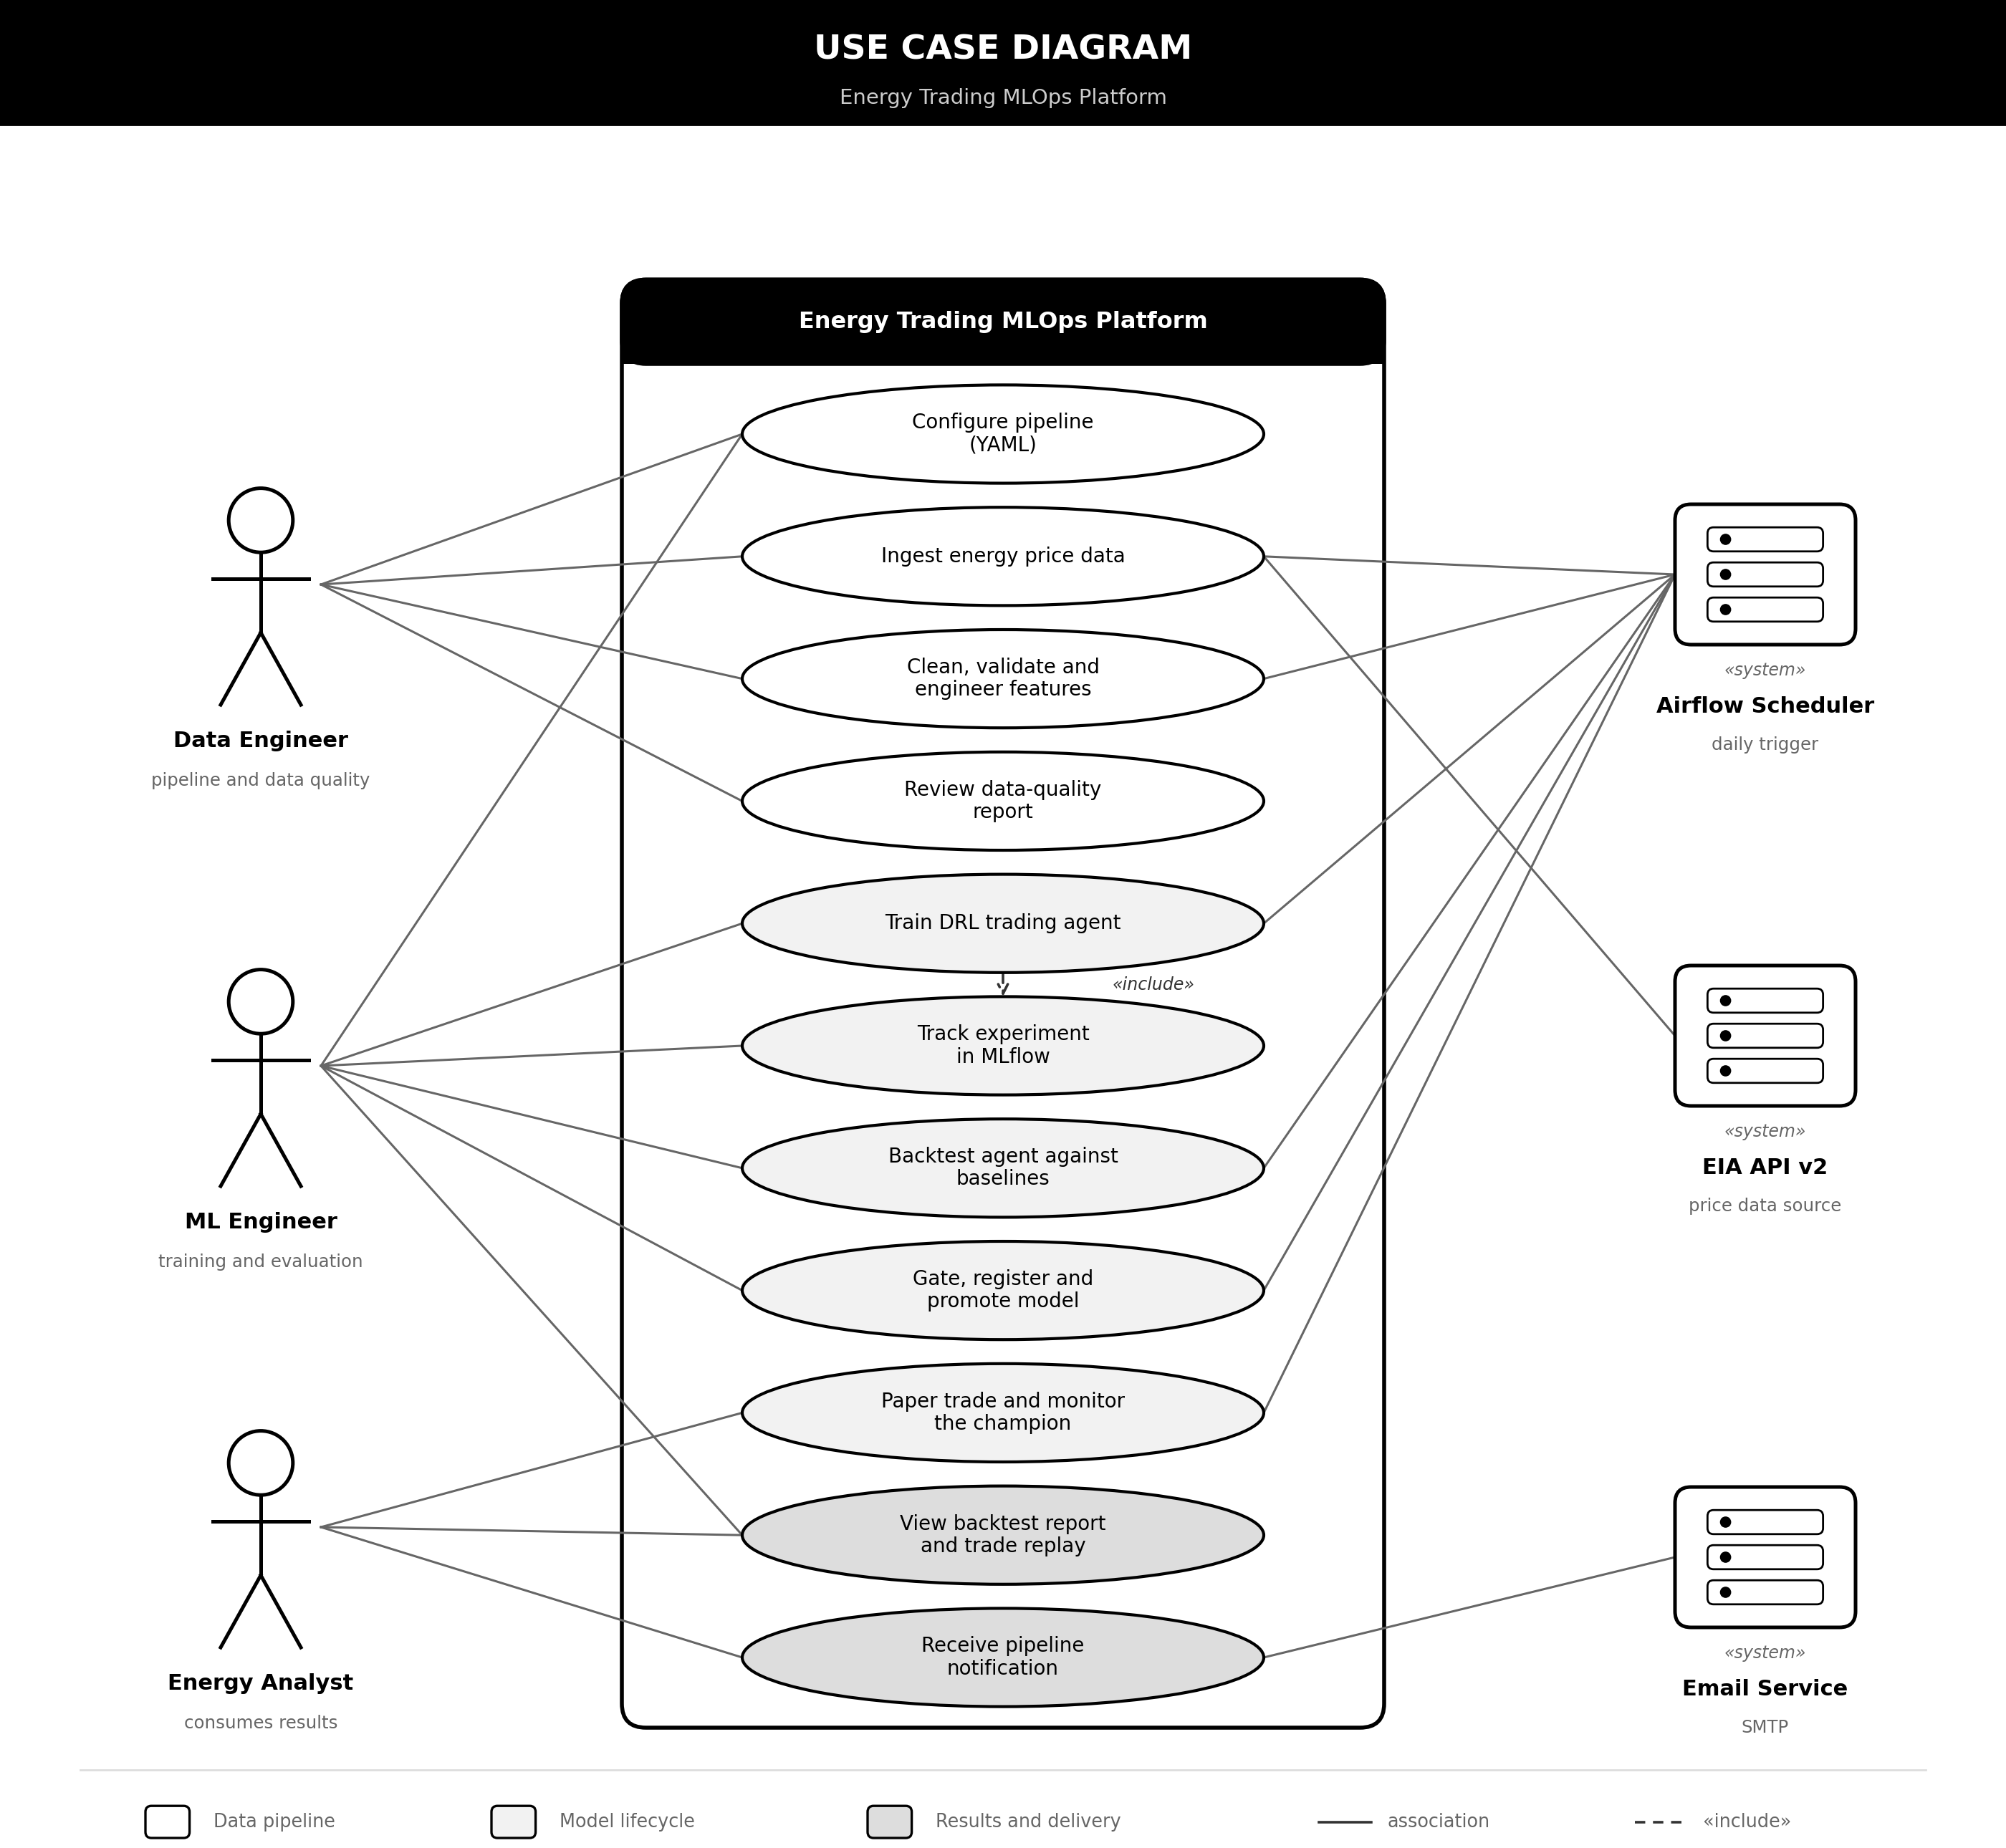 USE CASE DIAGRAM
Energy Trading MLOps Platform
Energy Trading MLOps Platform
Configure pipeline
(YAML)
Ingest energy price data
Clean, validate and
engineer features
Review data-quality
report
Train DRL trading agent
«include»
Track experiment
in MLflow
Backtest agent against
baselines
Gate, register and
promote model
Paper trade and monitor
the champion
View backtest report
and trade replay
Receive pipeline
notification
Data Engineer
pipeline and data quality
ML Engineer
training and evaluation
Energy Analyst
consumes results
«system»
Airflow Scheduler
daily trigger
«system»
EIA API v2
price data source
«system»
Email Service
SMTP
Data pipeline
Model lifecycle
Results and delivery
association
«include»